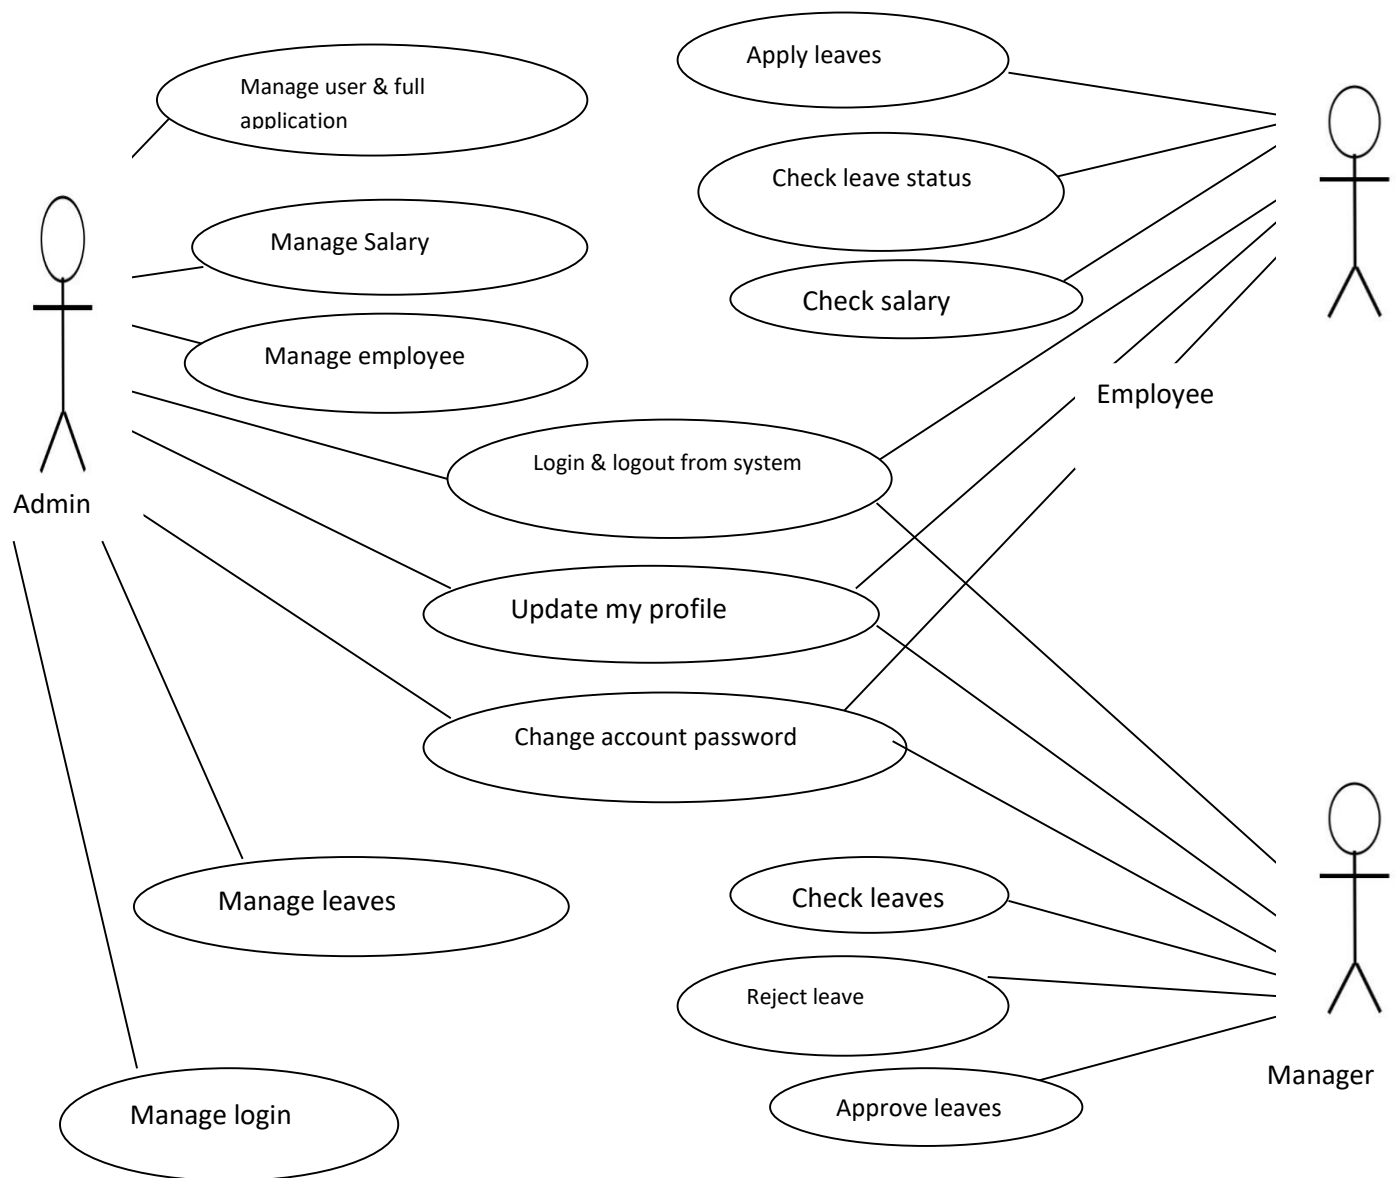 Apply leaves
Manage user & full
application
Check leave status
Manage Salary
Check salary
Manage employee
Employee
Login & logout from system
Admin
Update my profile
Change account password
Manage leaves
Check leaves
Reject leave
Manager
Approve leaves
Manage login